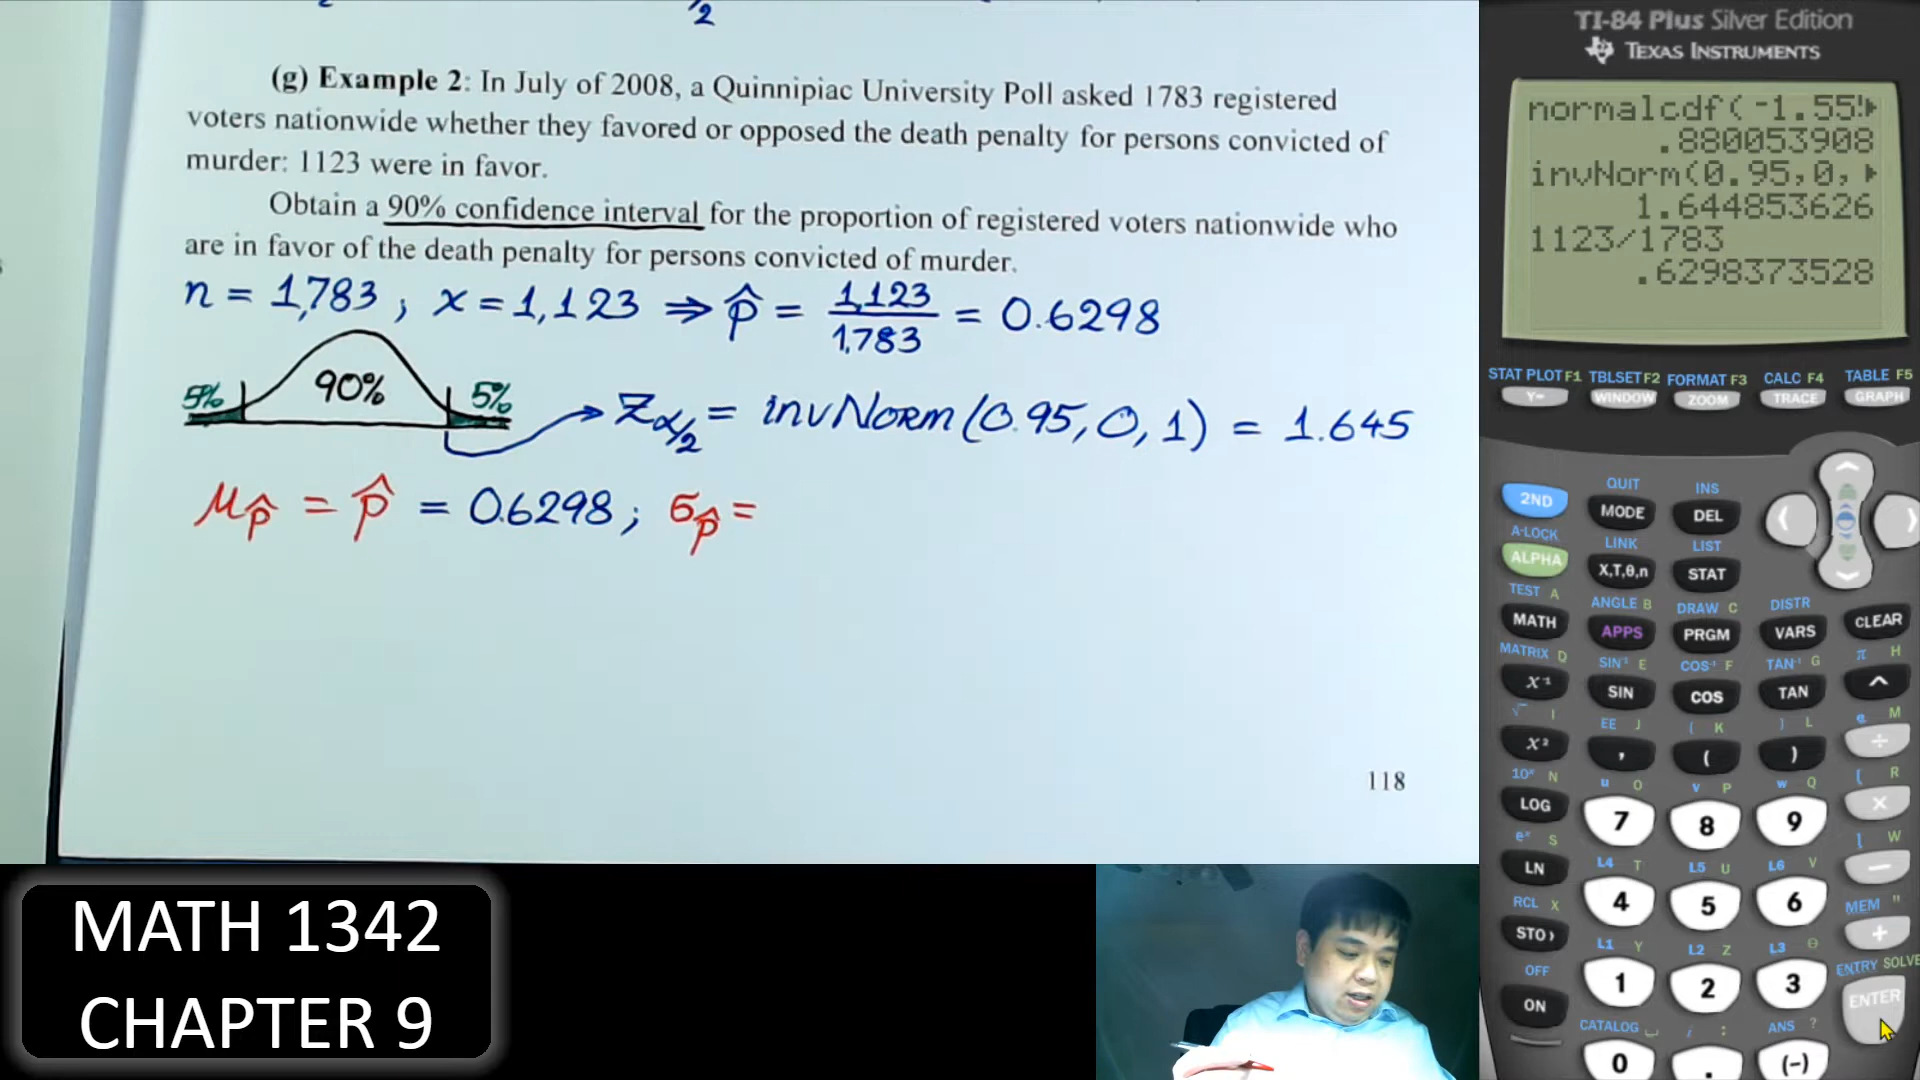 2
(g) Example 2: In July of 2008, a Quinnipiac University Poll asked 1783 registered
voters nationwide whether they favored or opposed the death penalty for persons convicted of
murder: 1123 were in favor.
Obtain a 90% confidence interval for the proportion of registered voters nationwide who
are in favor of the death penalty for persons convicted of murder.
n = 1,783 , x = 1,123 ⇒ p̂ = 1,123/1,783 = 0.6298
5% 90% 5% → Z_α/2 = invNorm(0.95, 0, 1) = 1.645
μ_p̂ = p̂ = 0.6298 ; σ_p̂ =
118
MATH 1342
CHAPTER 9
TI-84 Plus Silver Edition
TEXAS INSTRUMENTS
normalcdf(-1.55
.880053908
invNorm(0.95,0,
1.644853626
1123/1783
.6298373528
STAT PLOT F1 TBLSET F2 FORMAT F3 CALC F4 TABLE F5
Y= WINDOW ZOOM TRACE GRAPH
QUIT INS
2ND MODE DEL
A-LOCK LINK LIST
ALPHA X,T,θ,n STAT
TEST A ANGLE B DRAW C DISTR
MATH APPS PRGM VARS CLEAR
MATRIX D SIN⁻¹ E COS⁻¹ F TAN⁻¹ G π H
x⁻¹ SIN COS TAN ^
√ I EE J { K } L e M
x² , ( ) ÷
10ˣ N u O v P w Q [ R
LOG 7 8 9 ×
eˣ S L4 T L5 U L6 V ] W
LN 4 5 6 −
RCL X L1 Y L2 Z L3 θ MEM "
STO› 1 2 3 +
OFF CATALOG ⎵ i : ANS ? ENTRY SOLVE
ON 0 . (-) ENTER